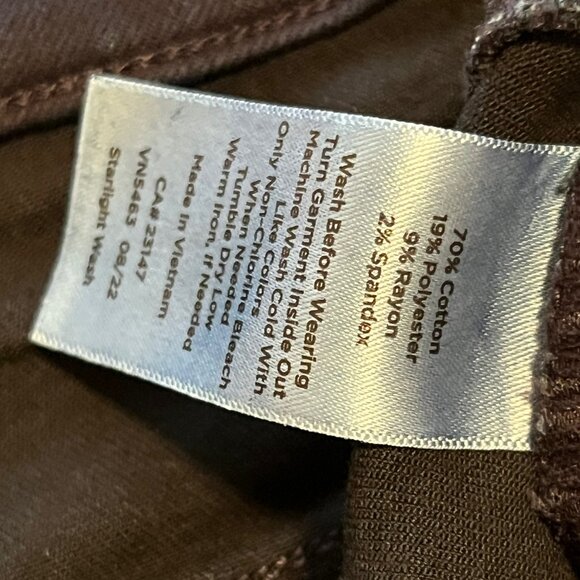 70% Cotton
19% Polyester
9% Rayon
2% Spandex
Wash Before Wearing
Turn Garment Inside Out
Machine Wash Cold With
Like Colors
Only Non-Chlorine Bleach
When Needed
Tumble Dry Low
Warm Iron, if Needed
Made in Vietnam
CA# 23147
VN5463 08/22
Starlight Wash